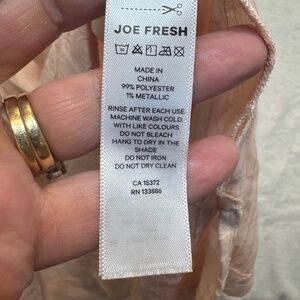 JOE FRESH
MADE IN
CHINA
99% POLYESTER
1% METALLIC
RINSE AFTER EACH USE
MACHINE WASH COLD
WITH LIKE COLOURS
DO NOT BLEACH
HANG TO DRY IN THE
SHADE
DO NOT IRON
DO NOT DRY CLEAN
CA 15372
RN 133886